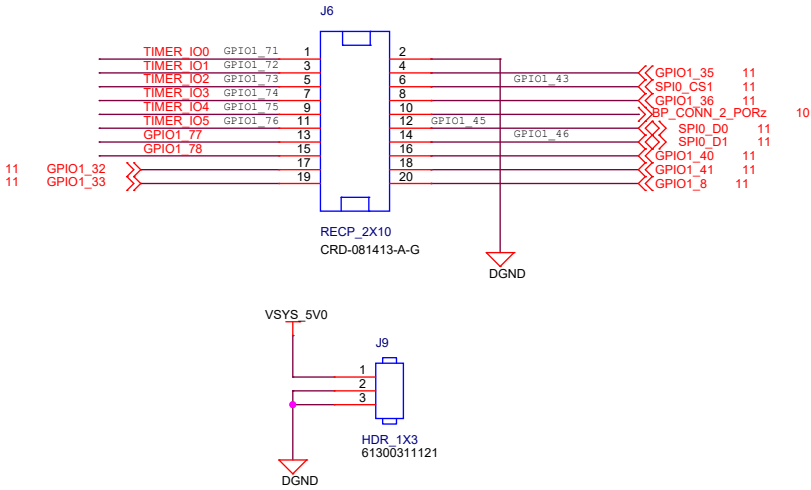 J6
TIMER_IO0 GPIO1_71 1 2
TIMER_IO1 GPIO1_72 3 4 GPIO1_35 11
TIMER_IO2 GPIO1_73 5 6 GPIO1_43 SPI0_CS1 11
TIMER_IO3 GPIO1_74 7 8 GPIO1_36 11
TIMER_IO4 GPIO1_75 9 10 BP_CONN_2_PORz 10
TIMER_IO5 GPIO1_76 11 12 GPIO1_45 SPI0_D0 11
GPIO1_77 13 14 GPIO1_46 SPI0_D1 11
GPIO1_78 15 16 GPIO1_40 11
11 GPIO1_32 17 18 GPIO1_41 11
11 GPIO1_33 19 20 GPIO1_8 11
RECP_2X10
CRD-081413-A-G
DGND
VSYS_5V0
J9
1
2
3
HDR_1X3
61300311121
DGND